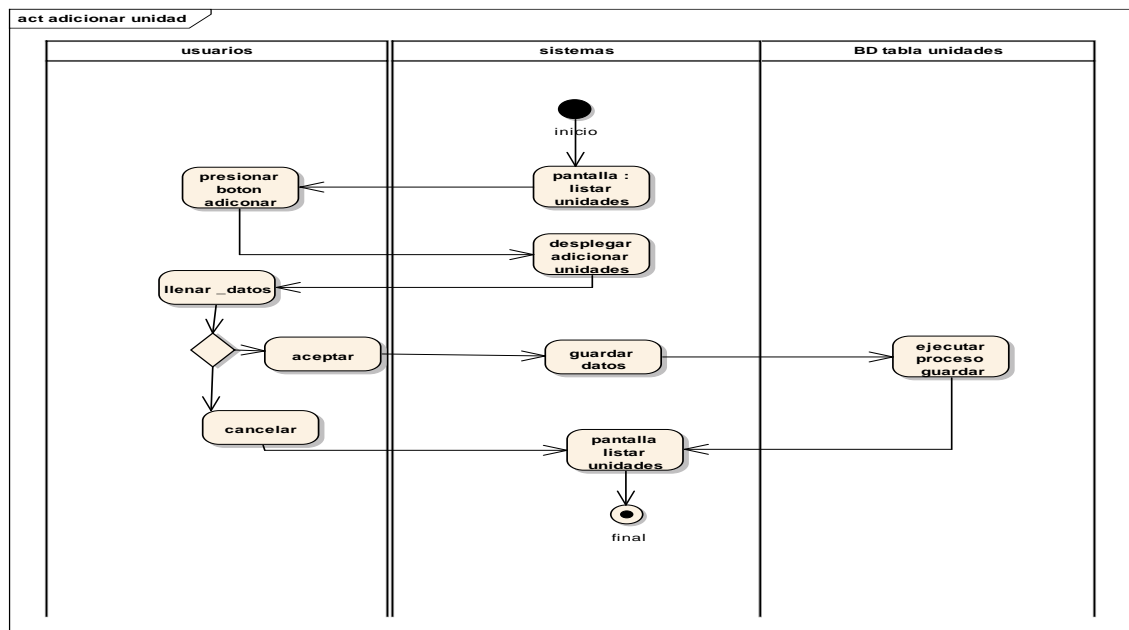 act adicionar unidad
usuarios
sistemas
BD tabla unidades
inicio
presionar
boton
adiconar
pantalla :
listar
unidades
desplegar
adicionar
unidades
llenar _datos
aceptar
guardar
datos
ejecutar
proceso
guardar
cancelar
pantalla
listar
unidades
final